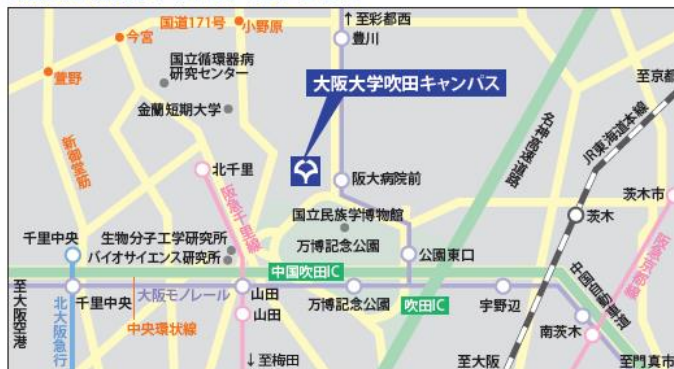 国道171号
小野原
↑至彩都西
豊川
今宮
国立循環器病
研究センター
萱野
大阪大学吹田キャンパス
至京都
金蘭短期大学
新御堂筋
北千里
阪急千里線
阪大病院前
名神高速道路
JR東海道本線
茨木市
国立民族学博物館
茨木
千里中央
生物分子工学研究所
バイオサイエンス研究所
万博記念公園
公園東口
阪急京都線
中国吹田IC
中国自動車道
至大阪空港
北大阪急行
千里中央
大阪モノレール
山田
万博記念公園
吹田IC
宇野辺
中央環状線
山田
南茨木
↓至梅田
至大阪
至門真市